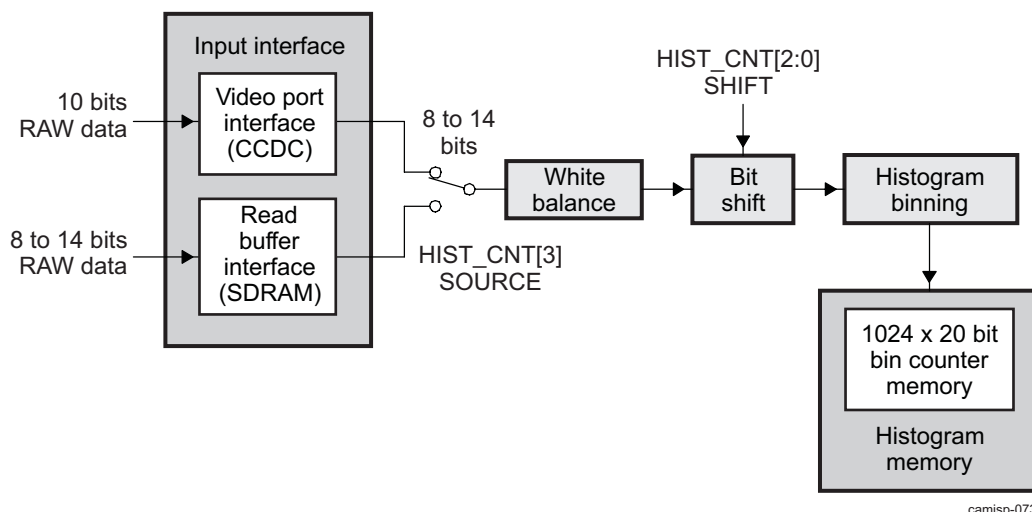 Input interface
10 bits
RAW data
Video port
interface
(CCDC)
8 to 14 bits
RAW data
Read
buffer
interface
(SDRAM)
8 to 14
bits
HIST_CNT[3]
SOURCE
White
balance
HIST_CNT[2:0]
SHIFT
Bit
shift
Histogram
binning
1024 x 20 bit
bin counter
memory
Histogram
memory